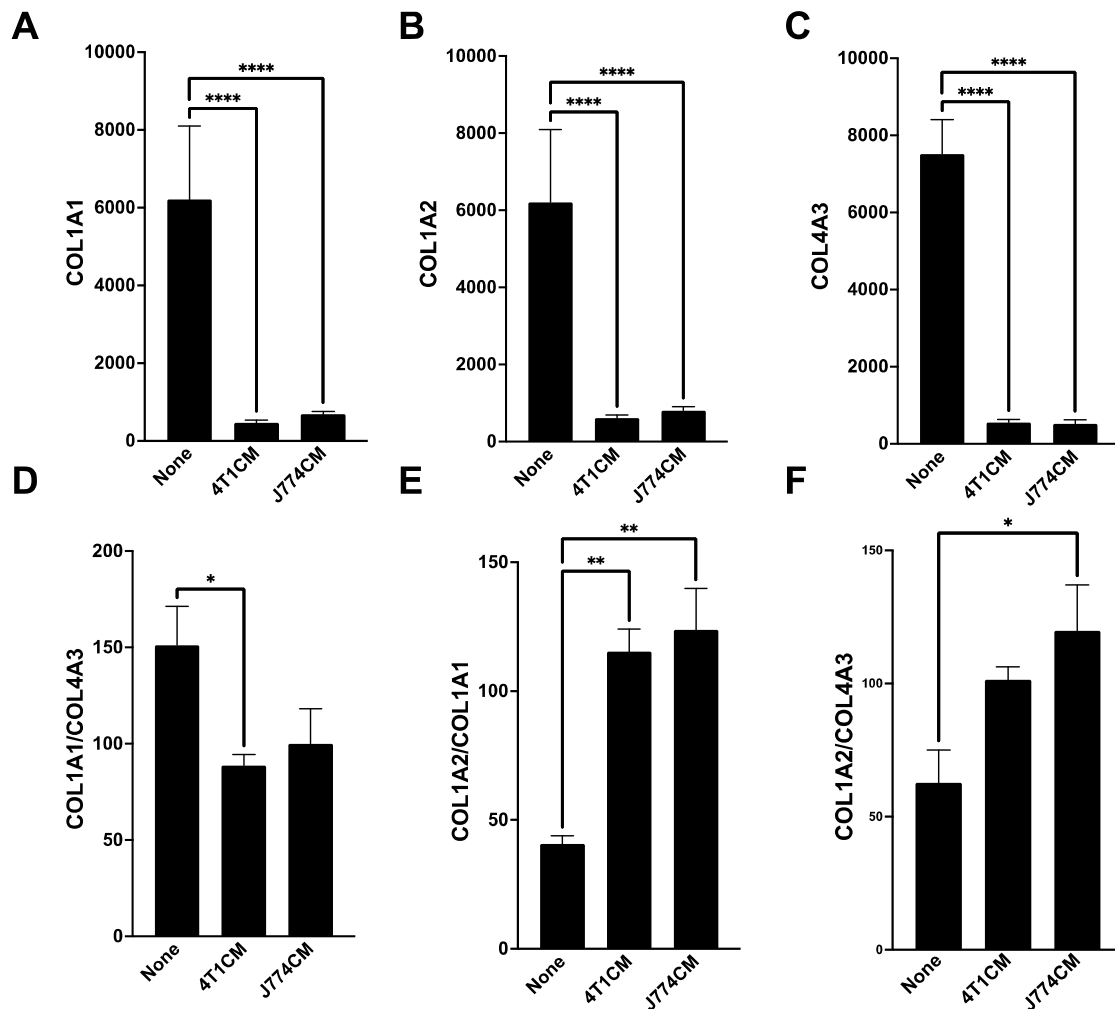 A
COL1A1
10000
8000
6000
4000
2000
0
****
****
None
4T1CM
J774CM
B
COL1A2
10000
8000
6000
4000
2000
0
****
****
None
4T1CM
J774CM
C
COL4A3
10000
8000
6000
4000
2000
0
****
****
None
4T1CM
J774CM
D
COL1A1/COL4A3
200
150
100
50
0
*
None
4T1CM
J774CM
E
COL1A2/COL1A1
150
100
50
0
**
**
None
4T1CM
J774CM
F
COL1A2/COL4A3
150
100
50
0
*
None
4T1CM
J774CM